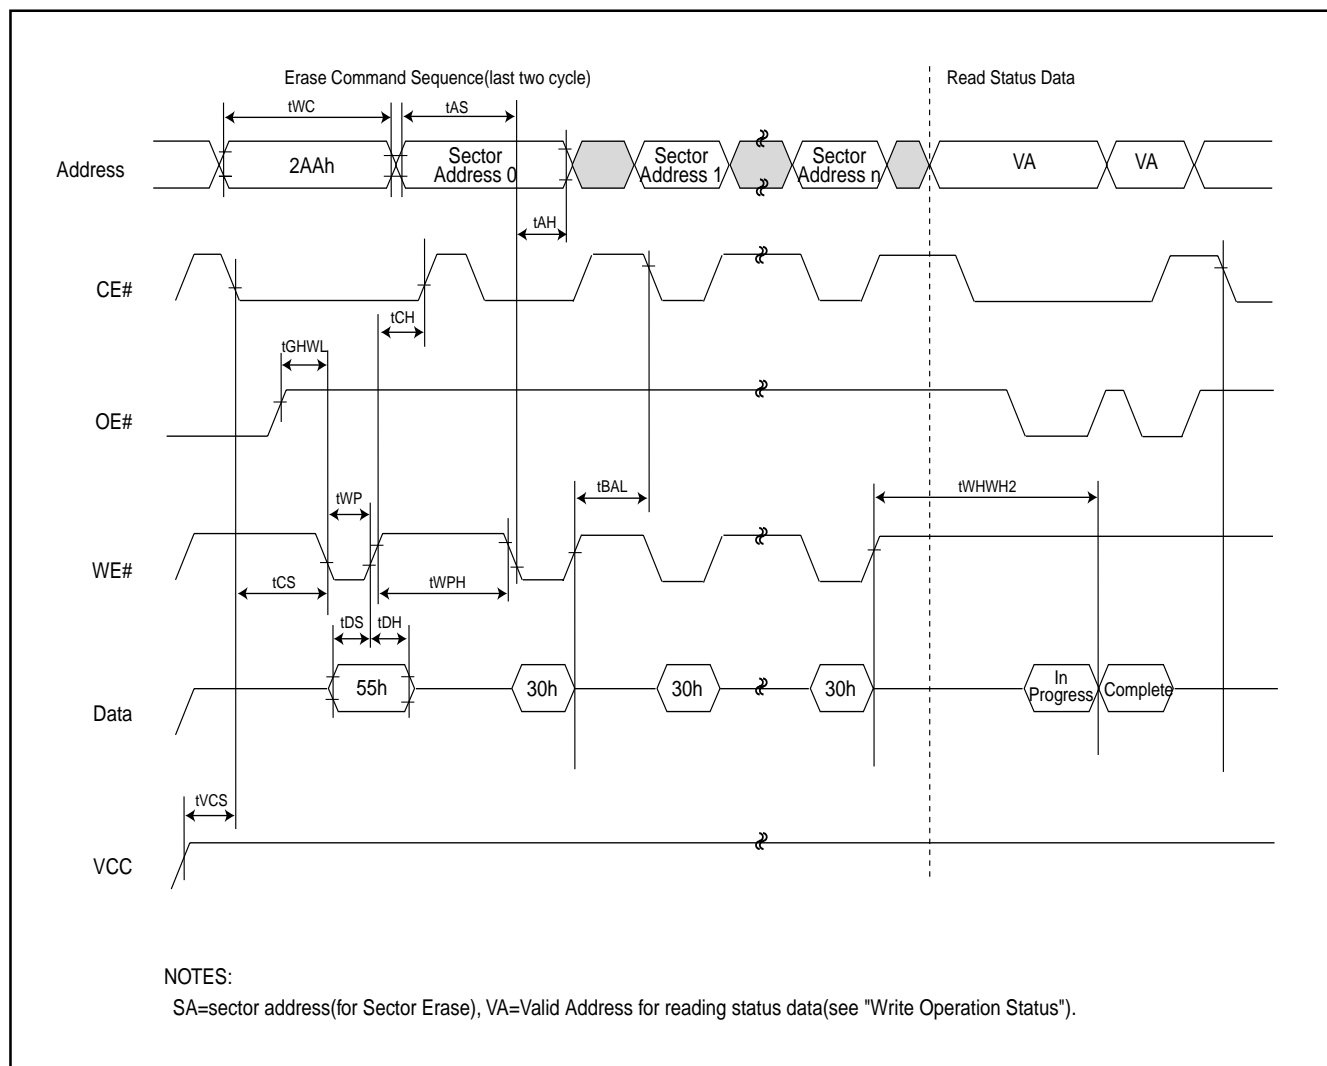 Erase Command Sequence(last two cycle)
Read Status Data
tWC
tAS
Address
2AAh
Sector
Address 0
Sector
Address 1
Sector
Address n
VA
VA
tAH
CE#
tCH
tGHWL
OE#
tBAL
tWHWH2
tWP
WE#
tCS
tWPH
tDS
tDH
Data
55h
30h
30h
30h
In
Progress
Complete
tVCS
VCC
NOTES:
SA=sector address(for Sector Erase), VA=Valid Address for reading status data(see "Write Operation Status").